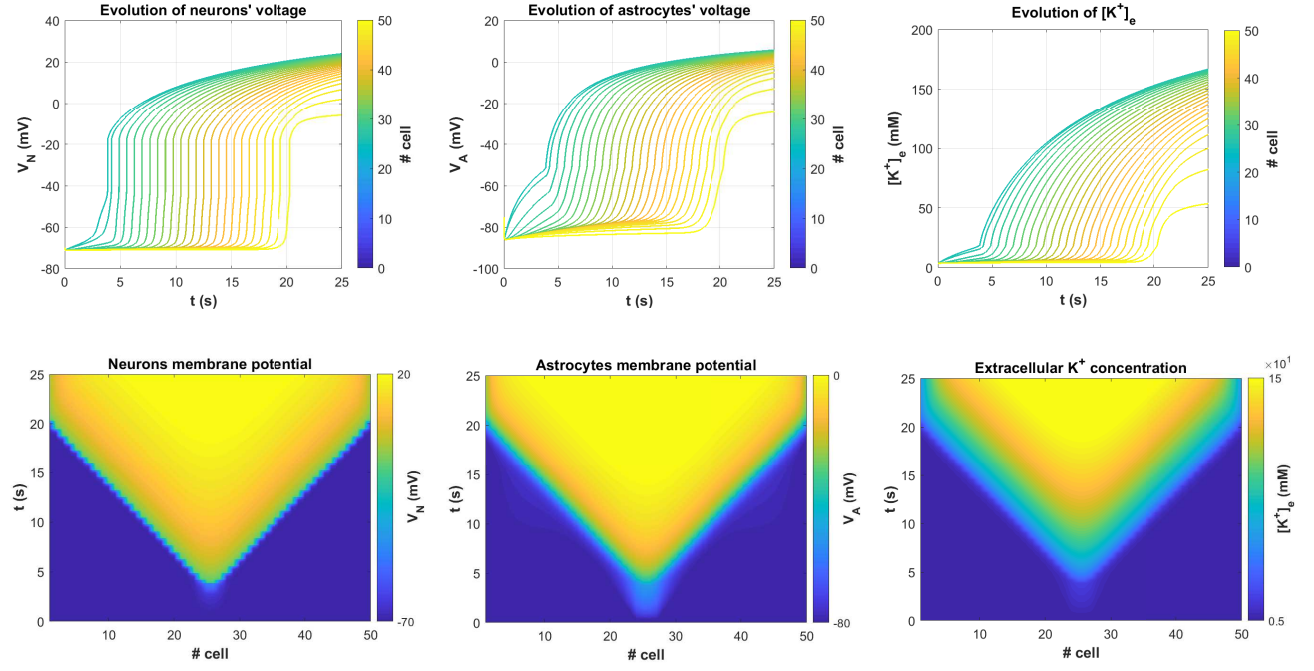 Evolution of neurons' voltage
60
40
20
0
-20
-40
-60
-80
V_N (mV)
0 5 10 15 20 25
t (s)
50
40
30
20
10
0
# cell
Evolution of astrocytes' voltage
20
0
-20
-40
-60
-80
-100
V_A (mV)
0 5 10 15 20 25
t (s)
50
40
30
20
10
0
# cell
Evolution of [K⁺]ₑ
200
150
100
50
0
[K⁺]ₑ (mM)
0 5 10 15 20 25
t (s)
50
40
30
20
10
0
# cell
Neurons membrane potential
25
20
15
10
5
0
t (s)
10 20 30 40 50
# cell
20
-70
V_N (mV)
Astrocytes membrane potential
25
20
15
10
5
0
t (s)
10 20 30 40 50
# cell
0
-80
V_A (mV)
Extracellular K⁺ concentration
25
20
15
10
5
0
t (s)
10 20 30 40 50
# cell
×10¹
15
0.5
[K⁺]ₑ (mM)